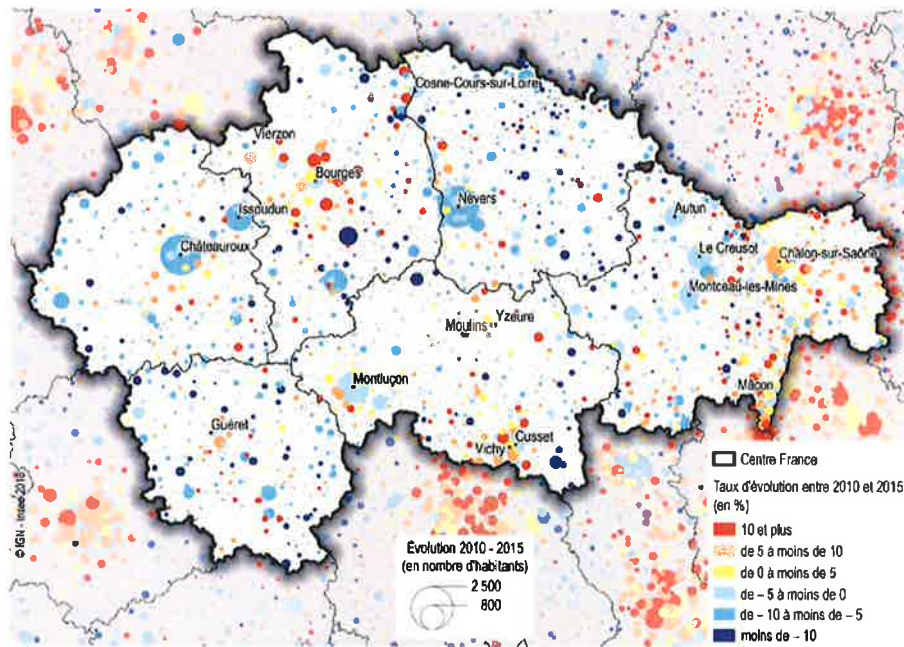 Cosne-Cours-sur-Loire
Vierzon
Bourges
Issoudun
Nevers
Autun
Châteauroux
Le Creusot
Châlon-sur-Saône
Montceau-les-Mines
Moulins
Yzeure
Montluçon
Mâcon
Guéret
Vichy
Cusset
© IGN - Insee 2018
Évolution 2010 - 2015
(en nombre d'habitants)
2 500
800
Centre France
Taux d'évolution entre 2010 et 2015
(en %)
10 et plus
de 5 à moins de 10
de 0 à moins de 5
de – 5 à moins de 0
de – 10 à moins de – 5
moins de – 10